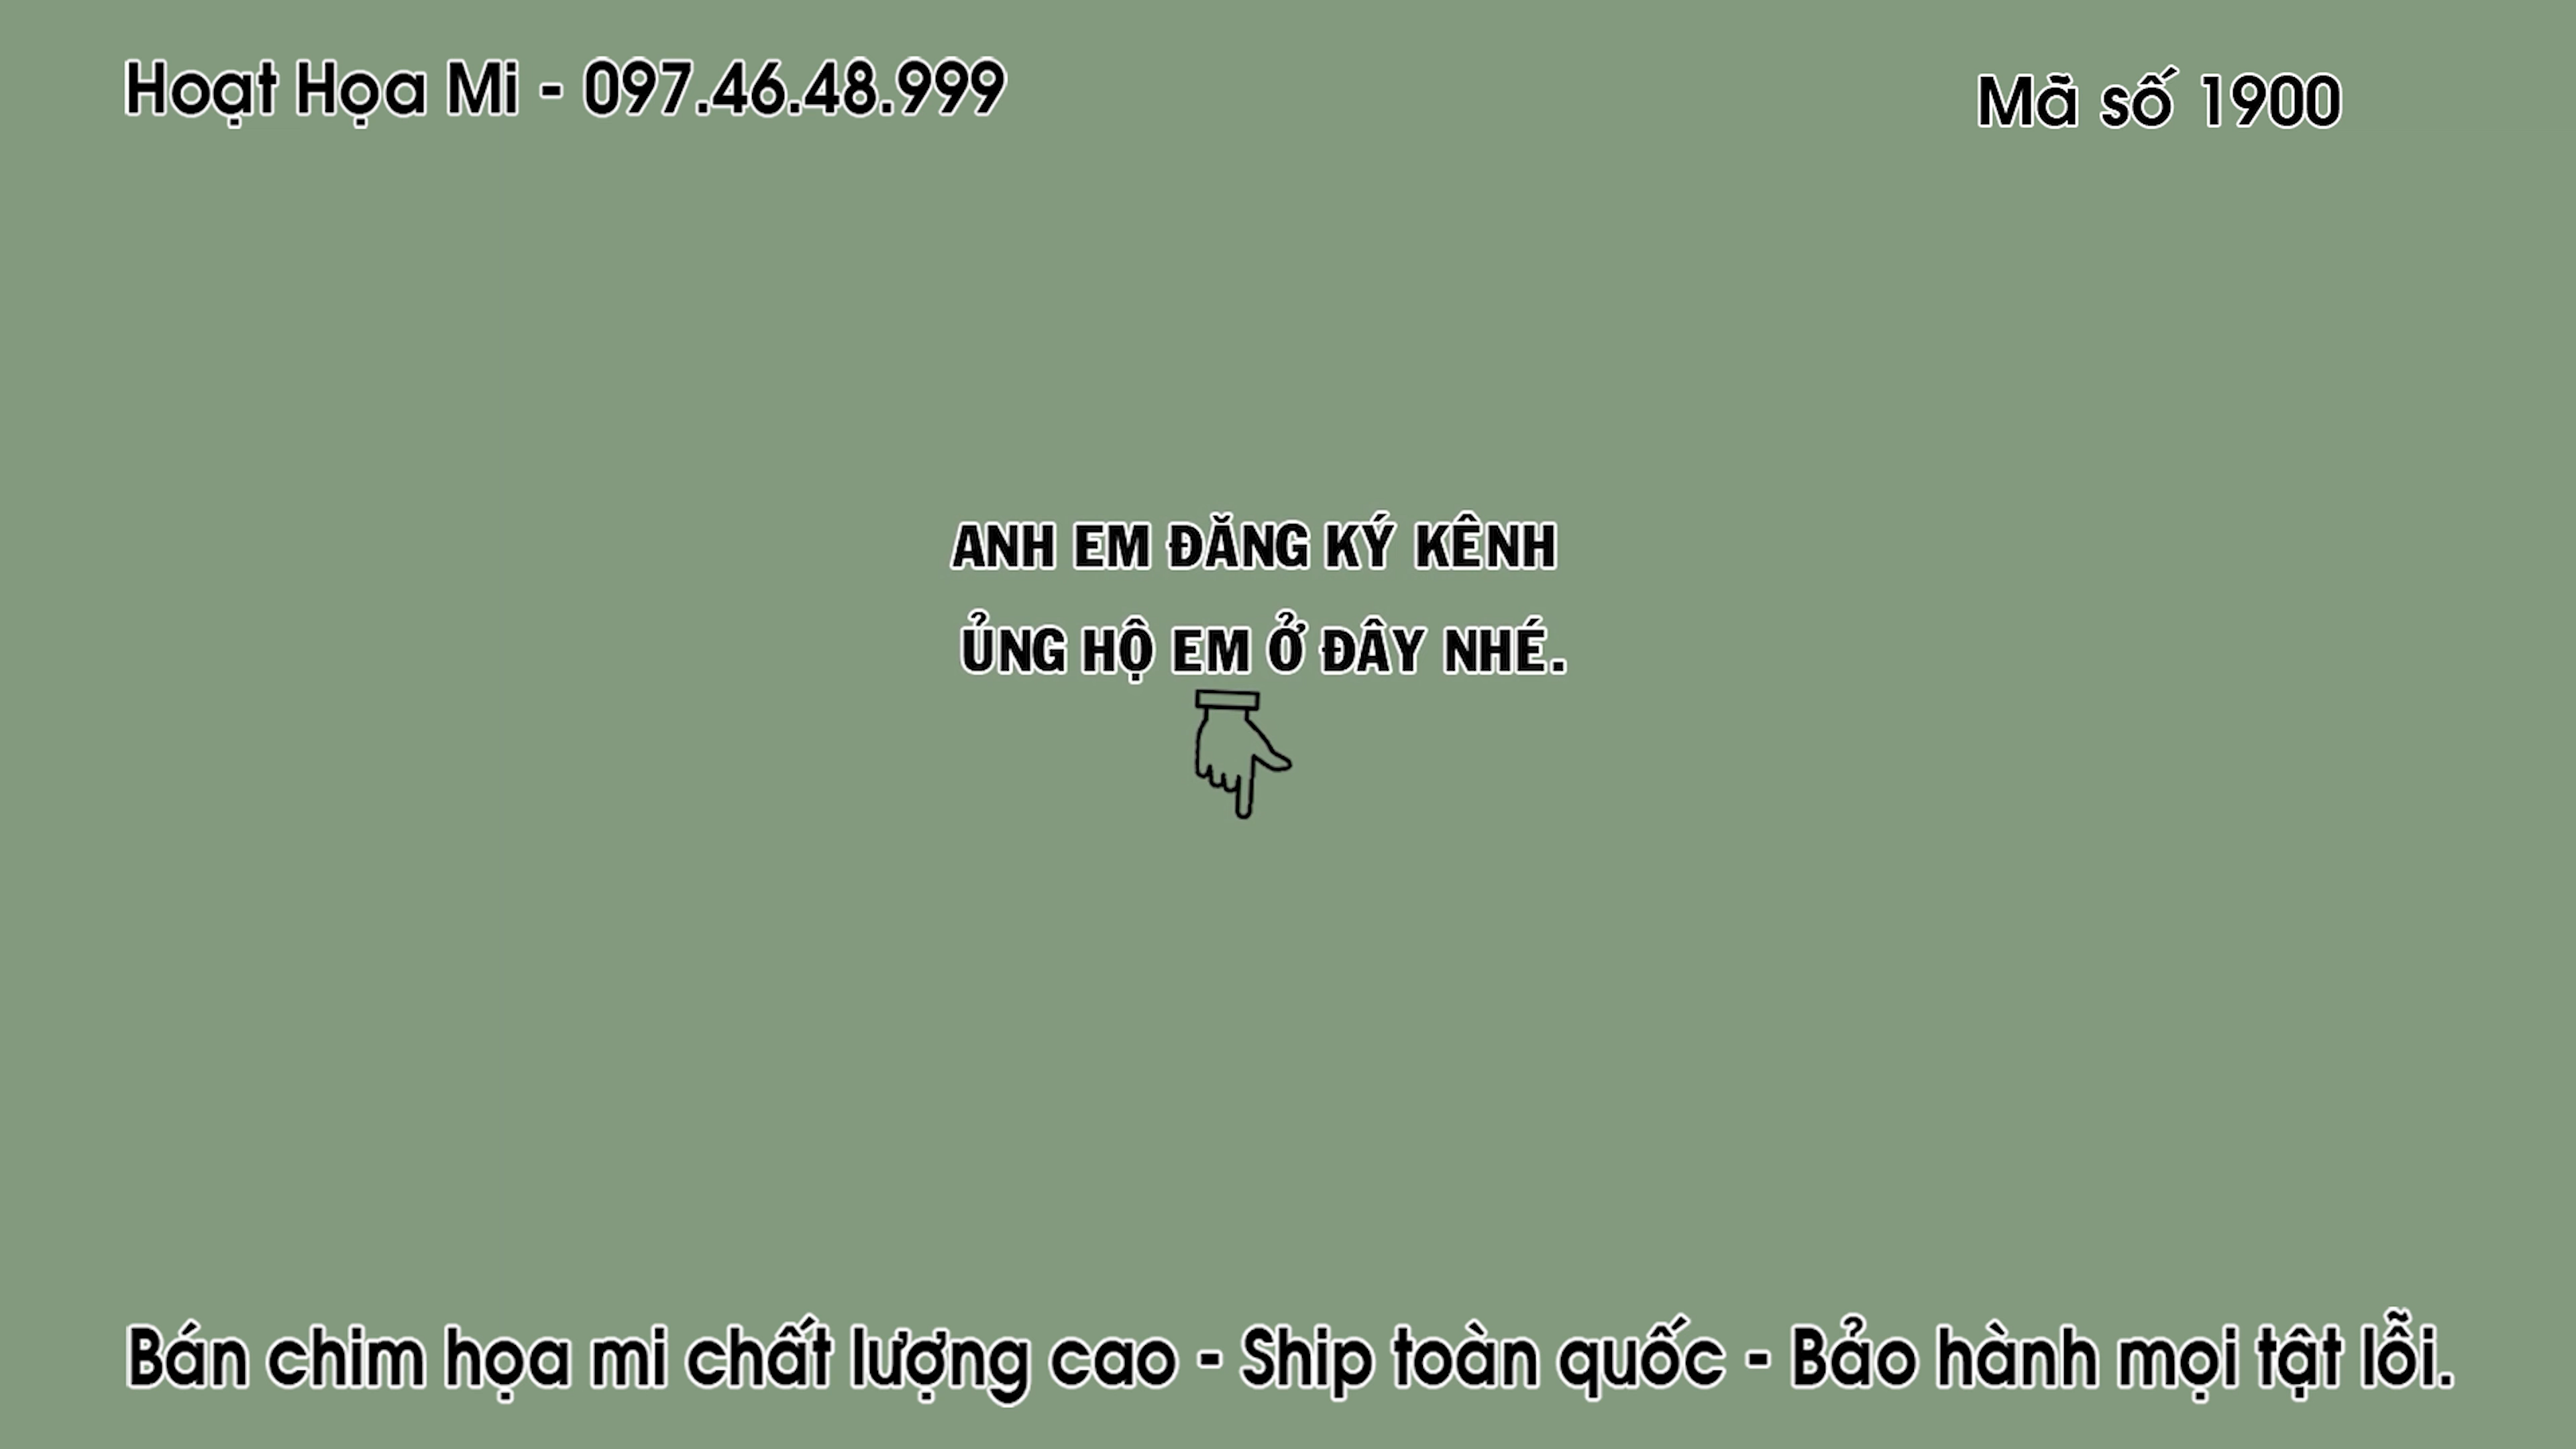 Hoạt Họa Mi - 097.46.48.999
Mã số 1900
ANH EM ĐĂNG KÝ KÊNH
ỦNG HỘ EM Ở ĐÂY NHÉ.
Bán chim họa mi chất lượng cao - Ship toàn quốc - Bảo hành mọi tật lỗi.